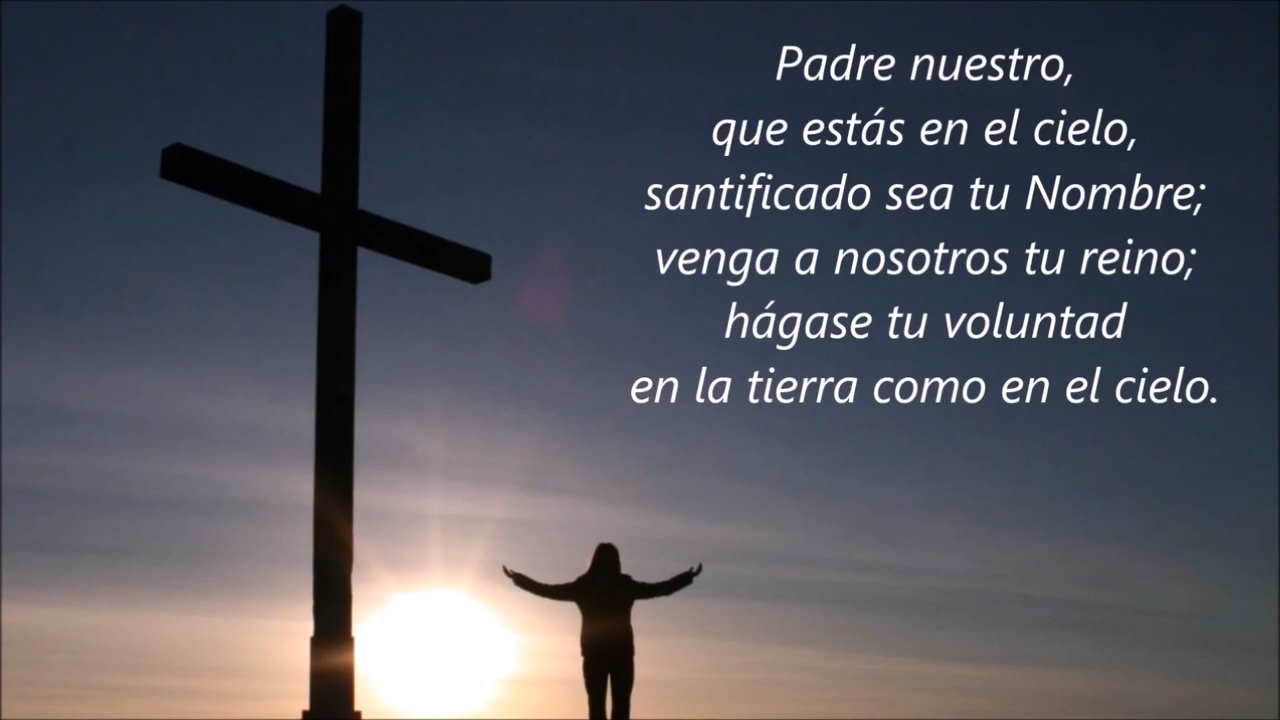 Padre nuestro,
que estás en el cielo,
santificado sea tu Nombre;
venga a nosotros tu reino;
hágase tu voluntad
en la tierra como en el cielo.